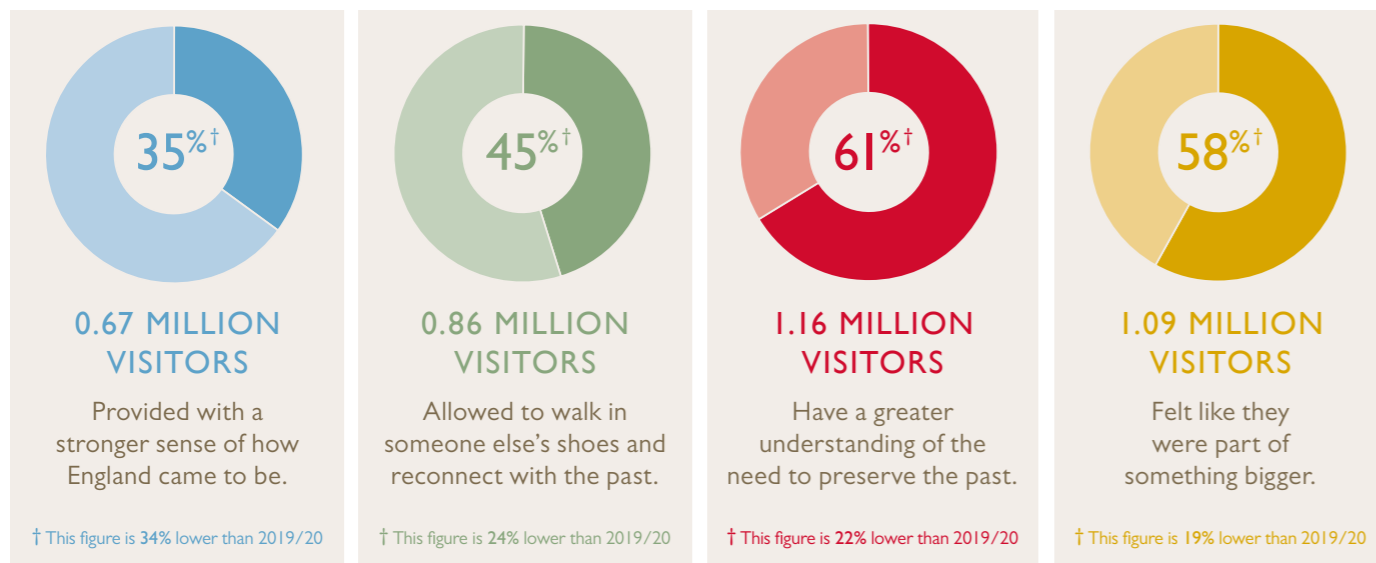 35%†
0.67 MILLION
VISITORS
Provided with a
stronger sense of how
England came to be.
† This figure is 34% lower than 2019/20
45%†
0.86 MILLION
VISITORS
Allowed to walk in
someone else's shoes and
reconnect with the past.
† This figure is 24% lower than 2019/20
61%†
1.16 MILLION
VISITORS
Have a greater
understanding of the
need to preserve the past.
† This figure is 22% lower than 2019/20
58%†
1.09 MILLION
VISITORS
Felt like they
were part of
something bigger.
† This figure is 19% lower than 2019/20